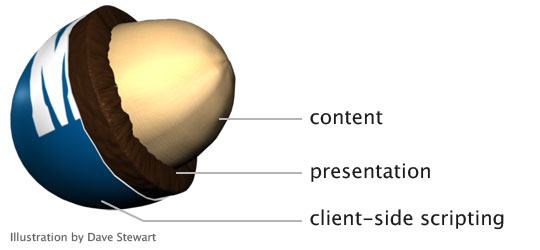 M
content
presentation
client-side scripting
Illustration by Dave Stewart